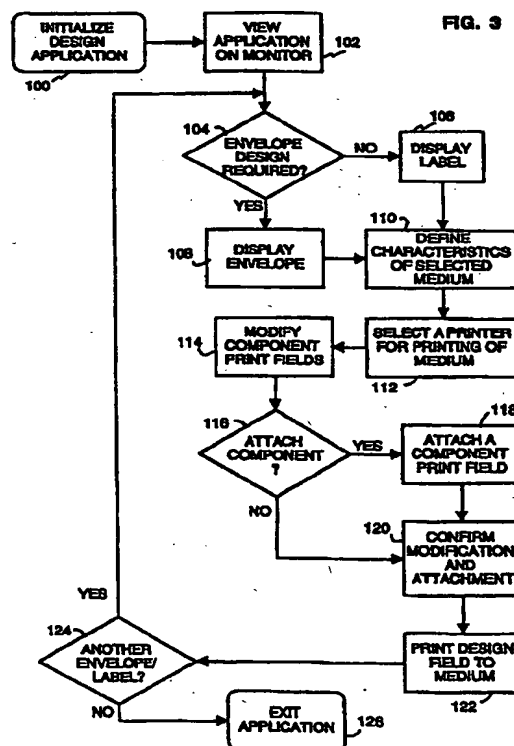 FIG. 3
INITIALIZE
DESIGN
APPLICATION
100
VIEW
APPLICATION
ON MONITOR
102
104
ENVELOPE
DESIGN
REQUIRED?
NO
YES
106
DISPLAY
LABEL
108
DISPLAY
ENVELOPE
110
DEFINE
CHARACTERISTICS
OF SELECTED
MEDIUM
114
MODIFY
COMPONENT
PRINT FIELDS
SELECT A PRINTER
FOR PRINTING OF
MEDIUM
112
116
ATTACH
COMPONENT
?
YES
NO
118
ATTACH A
COMPONENT
PRINT FIELD
120
CONFIRM
MODIFICATION
AND
ATTACHMENT
YES
124
ANOTHER
ENVELOPE/
LABEL?
NO
PRINT DESIGN
FIELD TO
MEDIUM
122
EXIT
APPLICATION
126